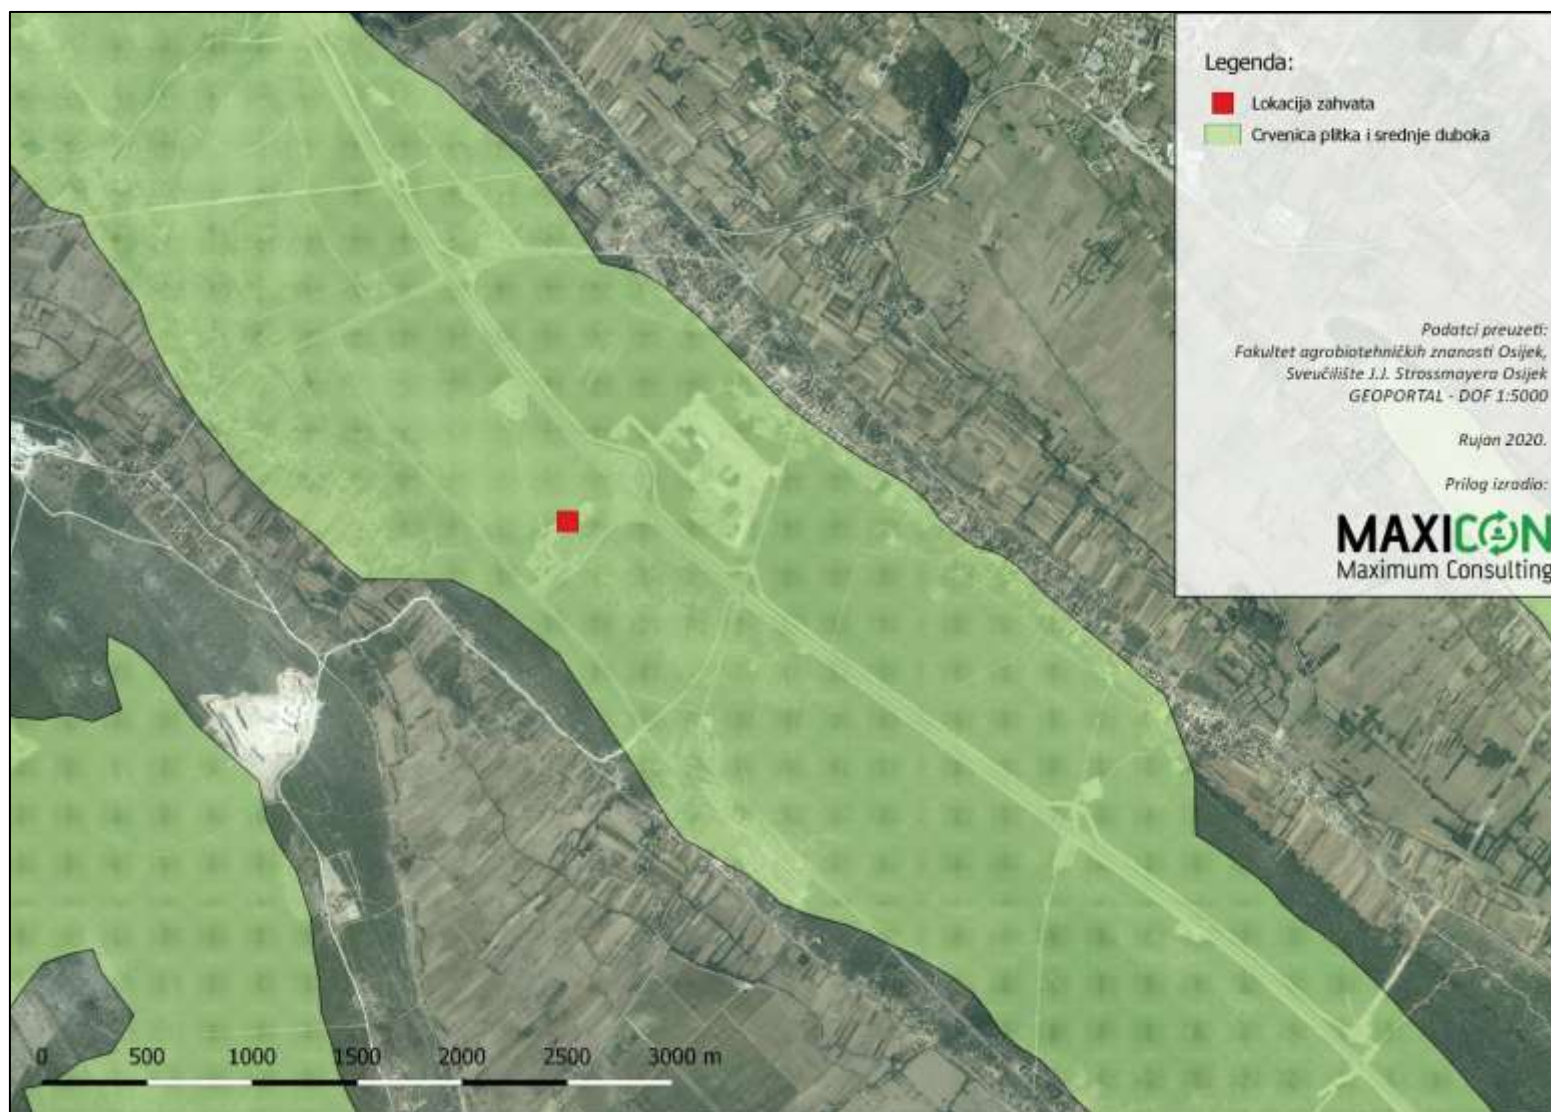 Legenda:
Lokacija zahvata
Crvenica plitka i srednje duboka
Podatci preuzeti:
Fakultet agrobiotehničkih znanosti Osijek,
Sveučilište J.J. Strossmayera Osijek
GEOPORTAL - DOF 1:5000
Rujan 2020.
Prilog izradio:
MAXICON
Maximum Consulting
0 500 1000 1500 2000 2500 3000 m